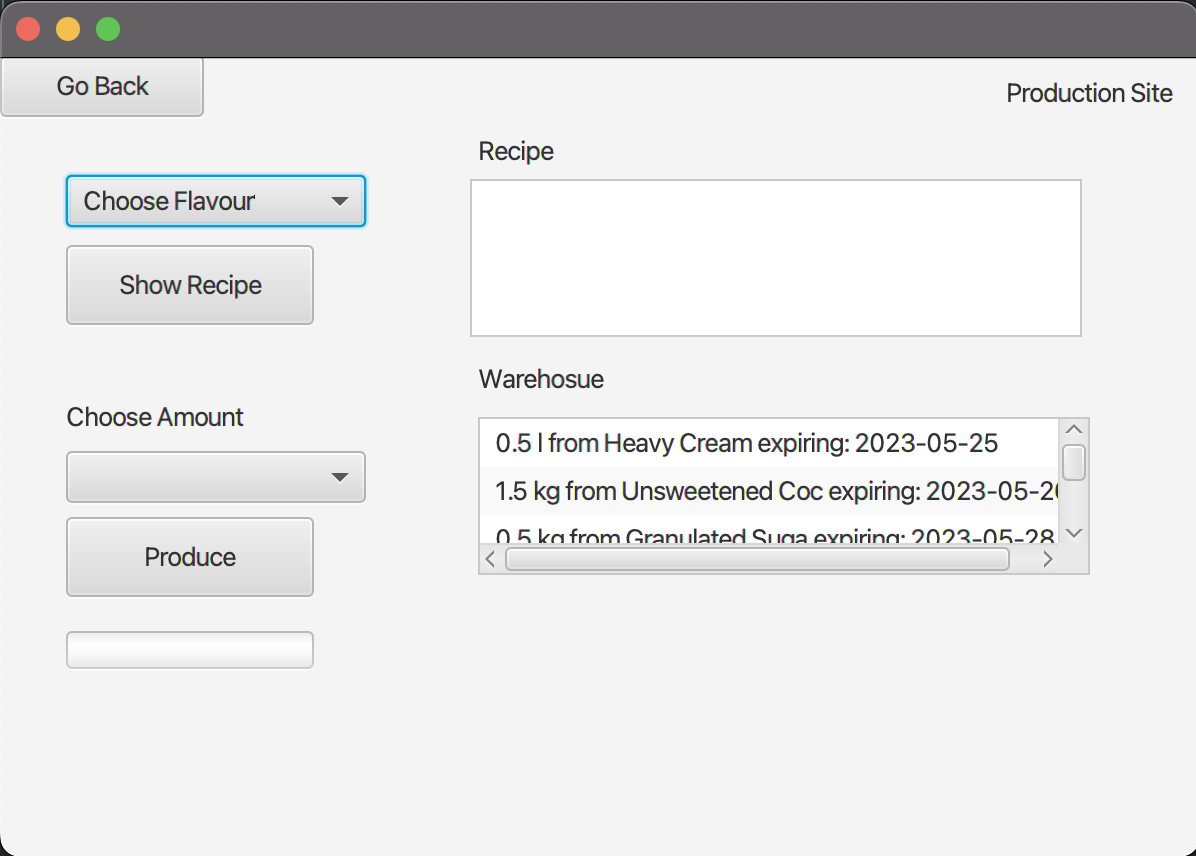 Go Back
Production Site
Choose Flavour
Show Recipe
Choose Amount
Produce
Recipe
Warehosue
0.5 l from Heavy Cream expiring: 2023-05-25
1.5 kg from Unsweetened Coc expiring: 2023-05-26
0.5 kg from Granulated Suga expiring: 2023-05-28